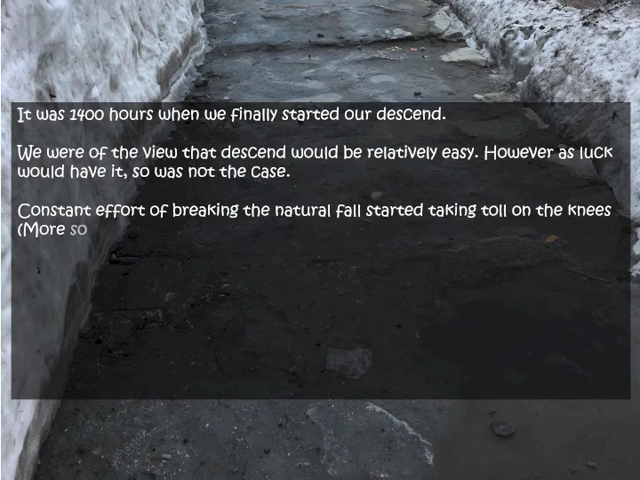 It was 1400 hours when we finally started our descend.
We were of the view that descend would be relatively easy. However as luck
would have it, so was not the case.
Constant effort of breaking the natural fall started taking toll on the knees
(More so